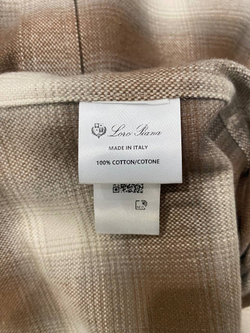 Loro Piana
MADE IN ITALY
100% COTTON/COTONE